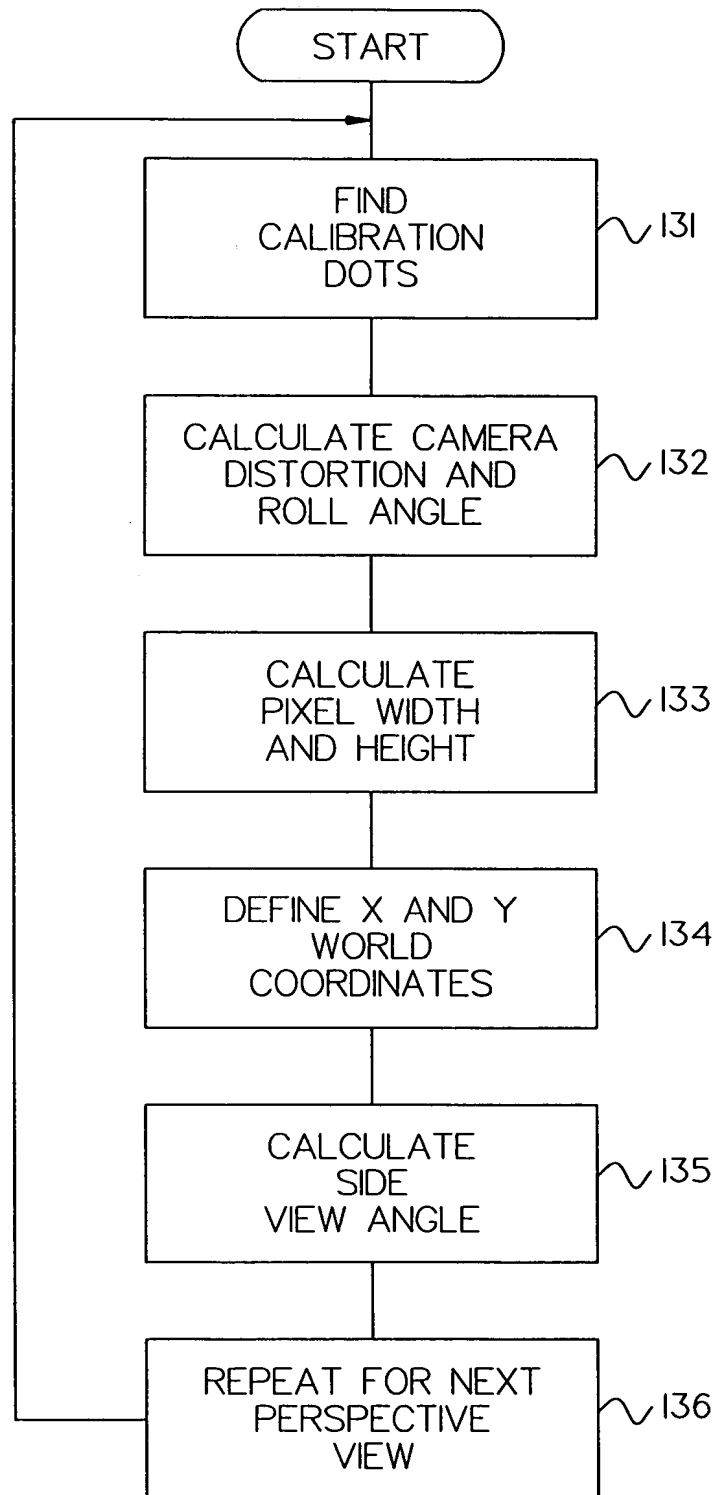 START
FIND
CALIBRATION
DOTS
131
CALCULATE CAMERA
DISTORTION AND
ROLL ANGLE
132
CALCULATE
PIXEL WIDTH
AND HEIGHT
133
DEFINE X AND Y
WORLD
COORDINATES
134
CALCULATE
SIDE
VIEW ANGLE
135
REPEAT FOR NEXT
PERSPECTIVE
VIEW
136